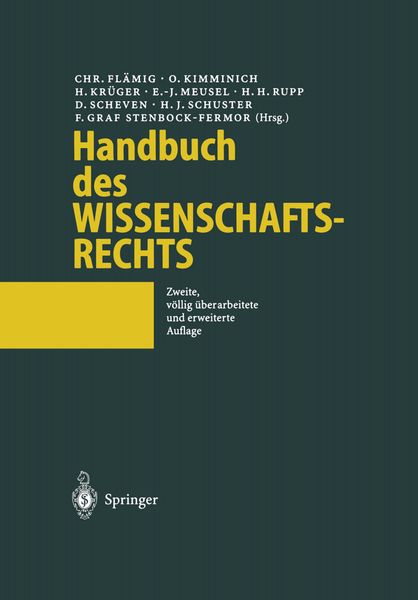 CHR. FLÄMIG · O. KIMMINICH
H. KRÜGER · E.-J. MEUSEL · H. H. RUPP
D. SCHEVEN · H. J. SCHUSTER
F. GRAF STENBOCK-FERMOR (Hrsg.)
Handbuch
des
WISSENSCHAFTS-
RECHTS
Zweite,
völlig überarbeitete
und erweiterte
Auflage
Springer